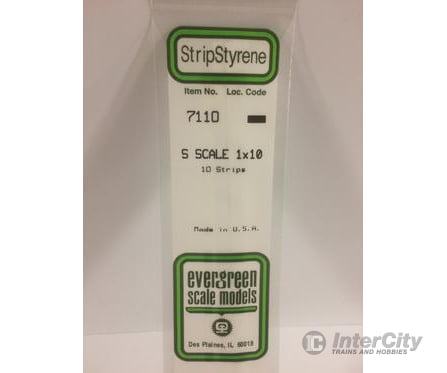 StripStyrene
Item No. Loc. Code
7110
S SCALE 1x10
10 Strips
Made in U.S.A.
evergreen
scale models
Des Plaines, IL 60018
IC InterCity
TRAINS AND HOBBIES